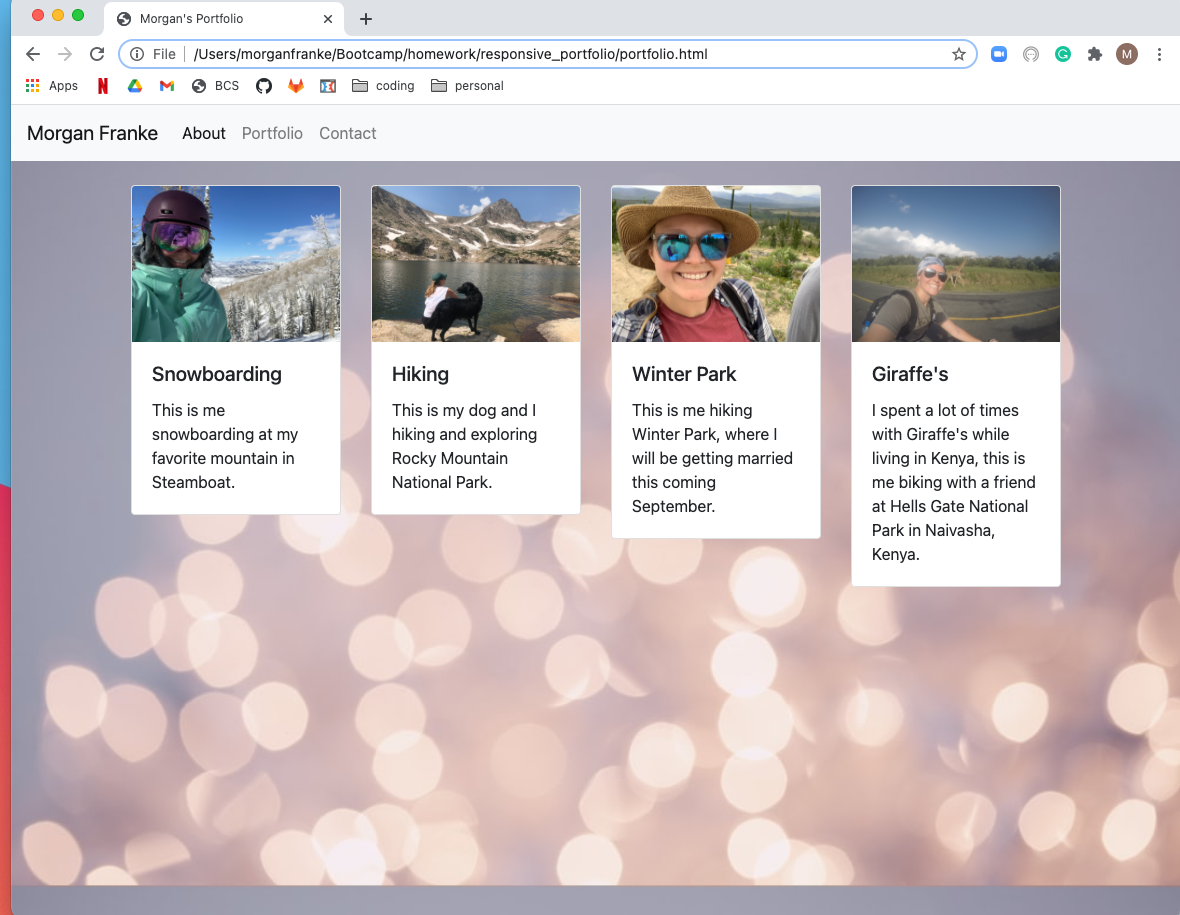 Morgan's Portfolio
File
/Users/morganfranke/Bootcamp/homework/responsive_portfolio/portfolio.html
M
Apps
BCS
coding
personal
Morgan Franke
About
Portfolio
Contact
Snowboarding
This is me
snowboarding at my
favorite mountain in
Steamboat.
Hiking
This is my dog and I
hiking and exploring
Rocky Mountain
National Park.
Winter Park
This is me hiking
Winter Park, where I
will be getting married
this coming
September.
Giraffe's
I spent a lot of times
with Giraffe's while
living in Kenya, this is
me biking with a friend
at Hells Gate National
Park in Naivasha,
Kenya.